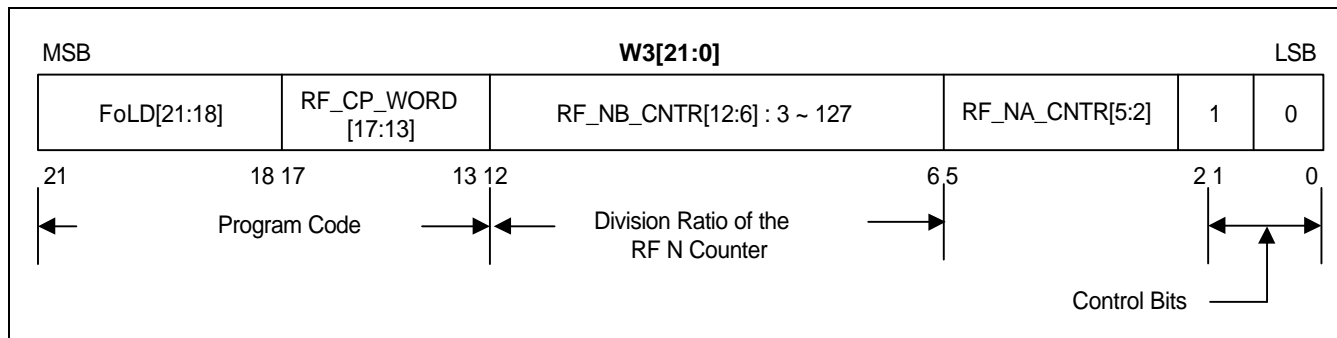 MSB W3[21:0] LSB
FoLD[21:18] RF_CP_WORD [17:13] RF_NB_CNTR[12:6] : 3 ~ 127 RF_NA_CNTR[5:2] 1 0
21 18 17 13 12 6 5 2 1 0
Program Code
Division Ratio of the
RF N Counter
Control Bits